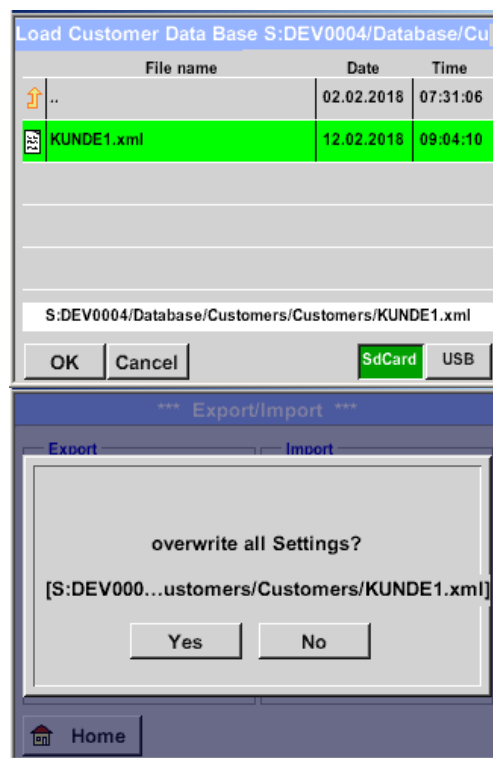 Load Customer Data Base S:DEV0004/Database/Cu
File name Date Time
.. 02.02.2018 07:31:06
KUNDE1.xml 12.02.2018 09:04:10
S:DEV0004/Database/Customers/Customers/KUNDE1.xml
OK Cancel SdCard USB
*** Export/Import ***
Export Import
overwrite all Settings?
[S:DEV000...ustomers/Customers/KUNDE1.xml]
Yes No
Home